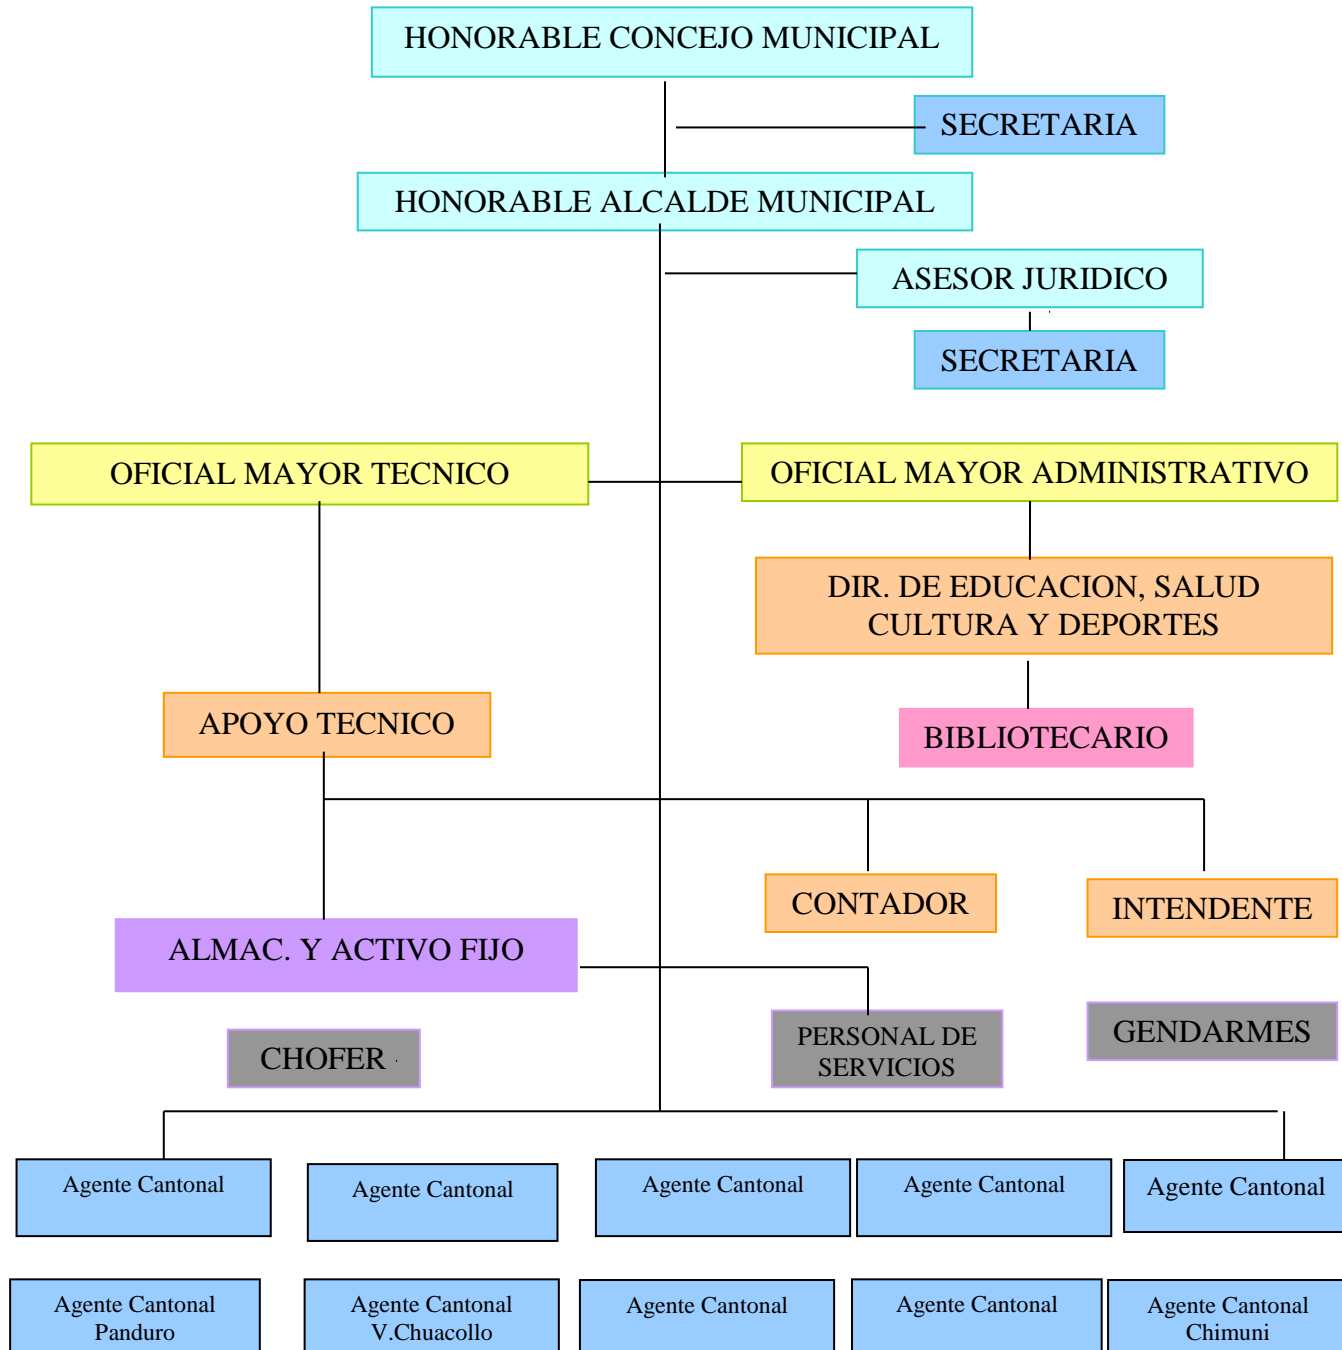 HONORABLE CONCEJO MUNICIPAL
SECRETARIA
HONORABLE ALCALDE MUNICIPAL
ASESOR JURIDICO
SECRETARIA
OFICIAL MAYOR TECNICO
OFICIAL MAYOR ADMINISTRATIVO
DIR. DE EDUCACION, SALUD
CULTURA Y DEPORTES
APOYO TECNICO
BIBLIOTECARIO
CONTADOR
INTENDENTE
ALMAC. Y ACTIVO FIJO
CHOFER
PERSONAL DE
SERVICIOS
GENDARMES
Agente Cantonal
Agente Cantonal
Agente Cantonal
Agente Cantonal
Agente Cantonal
Agente Cantonal
Panduro
Agente Cantonal
V.Chuacollo
Agente Cantonal
Agente Cantonal
Agente Cantonal
Chimuni